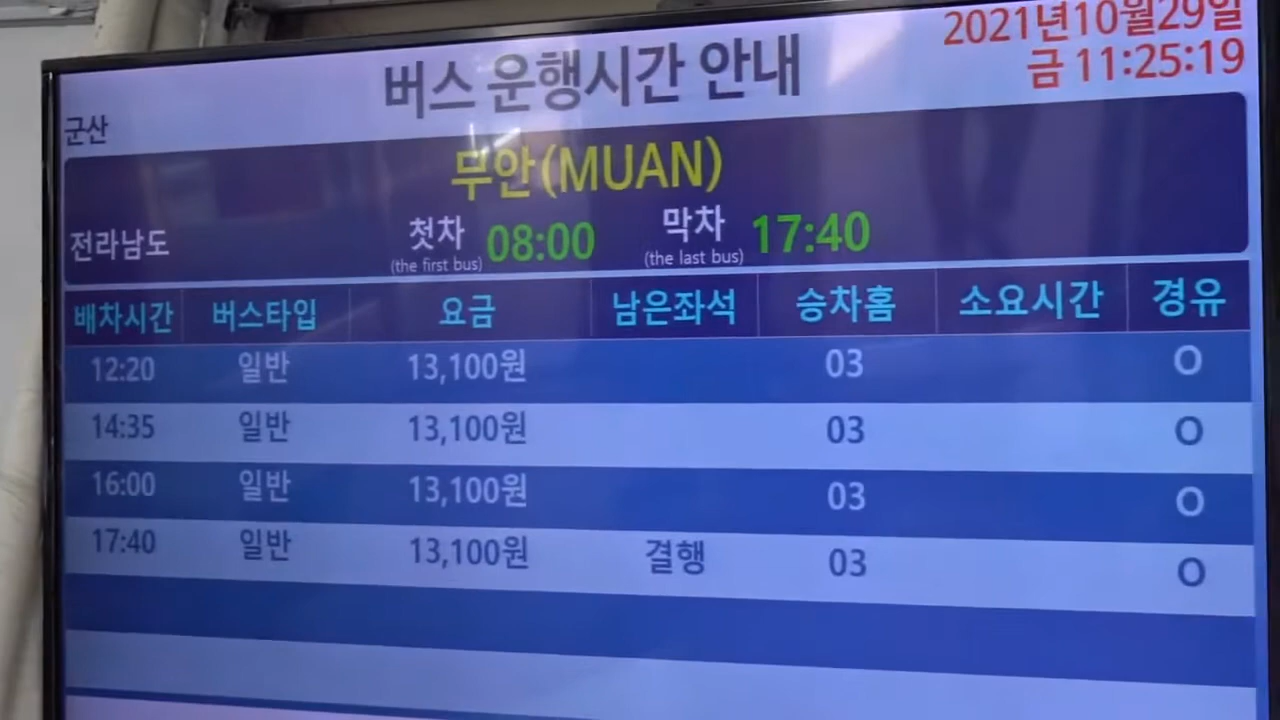 2021년10월29일
버스 운행시간 안내
금 11:25:19
군산
무안(MUAN)
전라남도 첫차 (the first bus) 08:00 막차 (the last bus) 17:40
배차시간 버스타입 요금 남은좌석 승차홈 소요시간 경유
12:20 일반 13,100원 03 O
14:35 일반 13,100원 03 O
16:00 일반 13,100원 03 O
17:40 일반 13,100원 결행 03 O